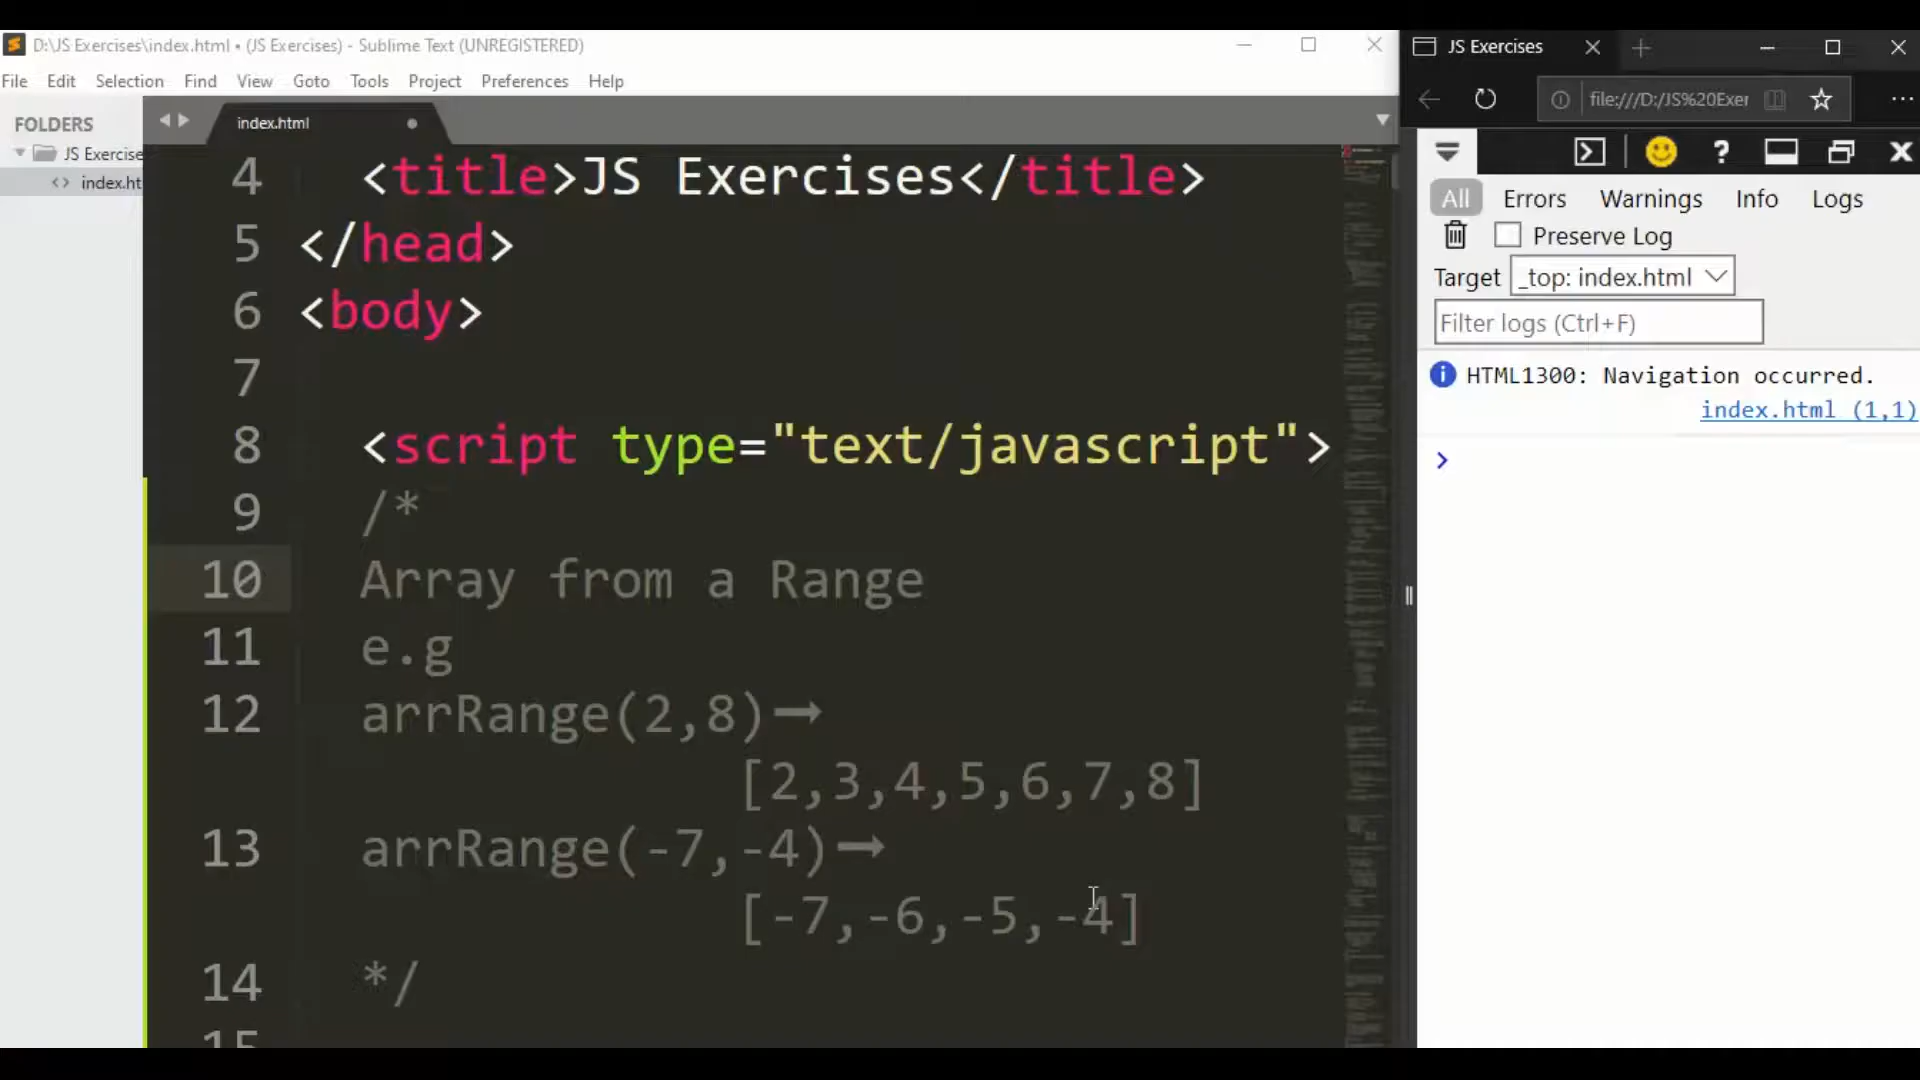 D:\JS Exercises\index.html • (JS Exercises) - Sublime Text (UNREGISTERED)
File Edit Selection Find View Goto Tools Project Preferences Help
FOLDERS
JS Exercise
<> index.ht
index.html
4 <title>JS Exercises</title>
5 </head>
6 <body>
7
8 <script type="text/javascript">
9 /*
10 Array from a Range
11 e.g
12 arrRange(2,8)→
[2,3,4,5,6,7,8]
13 arrRange(-7,-4)→
[-7,-6,-5,-4]
14 */
15
JS Exercises
file:///D:/JS%20Exer
All Errors Warnings Info Logs
Preserve Log
Target _top: index.html
Filter logs (Ctrl+F)
HTML1300: Navigation occurred.
index.html (1,1)